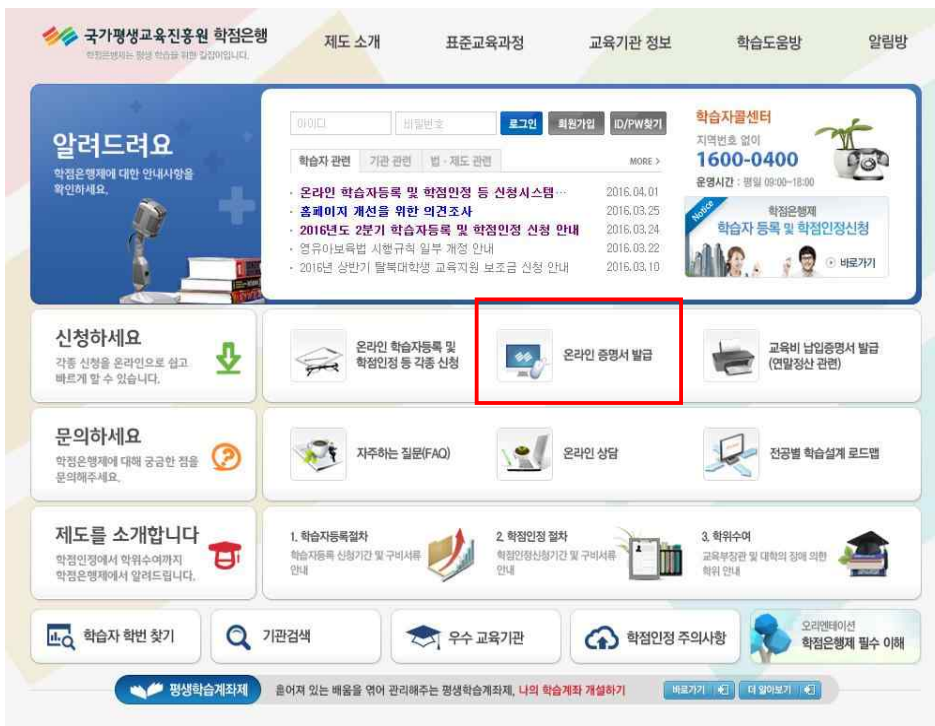 국가평생교육진흥원 학점은행
학점은행제는 평생 학습을 위한 길잡이입니다.
제도 소개
표준교육과정
교육기관 정보
학습도움방
알림방
알려드려요
학점은행제에 대한 안내사항을
확인하세요.
아이디
비밀번호
로그인
회원가입
ID/PW찾기
학습자 관련
기관 관련
법·제도 관련
MORE >
· 온라인 학습자등록 및 학점인정 등 신청시스템… 2016.04.01
· 홈페이지 개선을 위한 의견조사 2016.03.25
· 2016년도 2분기 학습자등록 및 학점인정 신청 안내 2016.03.24
· 영유아보육법 시행규칙 일부 개정 안내 2016.03.22
· 2016년 상반기 탈북대학생 교육지원 보조금 신청 안내 2016.03.10
학습자콜센터
지역번호 없이
1600-0400
운영시간 : 평일 09:00~18:00
Notice
학점은행제
학습자 등록 및 학점인정신청
바로가기
신청하세요
각종 신청을 온라인으로 쉽고
빠르게 할 수 있습니다.
온라인 학습자등록 및
학점인정 등 각종 신청
온라인 증명서 발급
교육비 납입증명서 발급
(연말정산 관련)
문의하세요
학점은행제에 대해 궁금한 점을
문의해주세요.
자주하는 질문(FAQ)
온라인 상담
전공별 학습설계 로드맵
제도를 소개합니다
학점인정에서 학위수여까지
학점은행제에서 알려드립니다.
1. 학습자등록절차
학습자등록 신청기간 및 구비서류
안내
2. 학점인정 절차
학점인정신청기간 및 구비서류
안내
3. 학위수여
교육부장관 및 대학의 장에 의한
학위 안내
학습자 학번 찾기
기관검색
우수 교육기관
학점인정 주의사항
오리엔테이션
학점은행제 필수 이해
평생학습계좌제
흩어져 있는 배움을 엮어 관리해주는 평생학습계좌제, 나의 학습계좌 개설하기
바로가기
더 알아보기